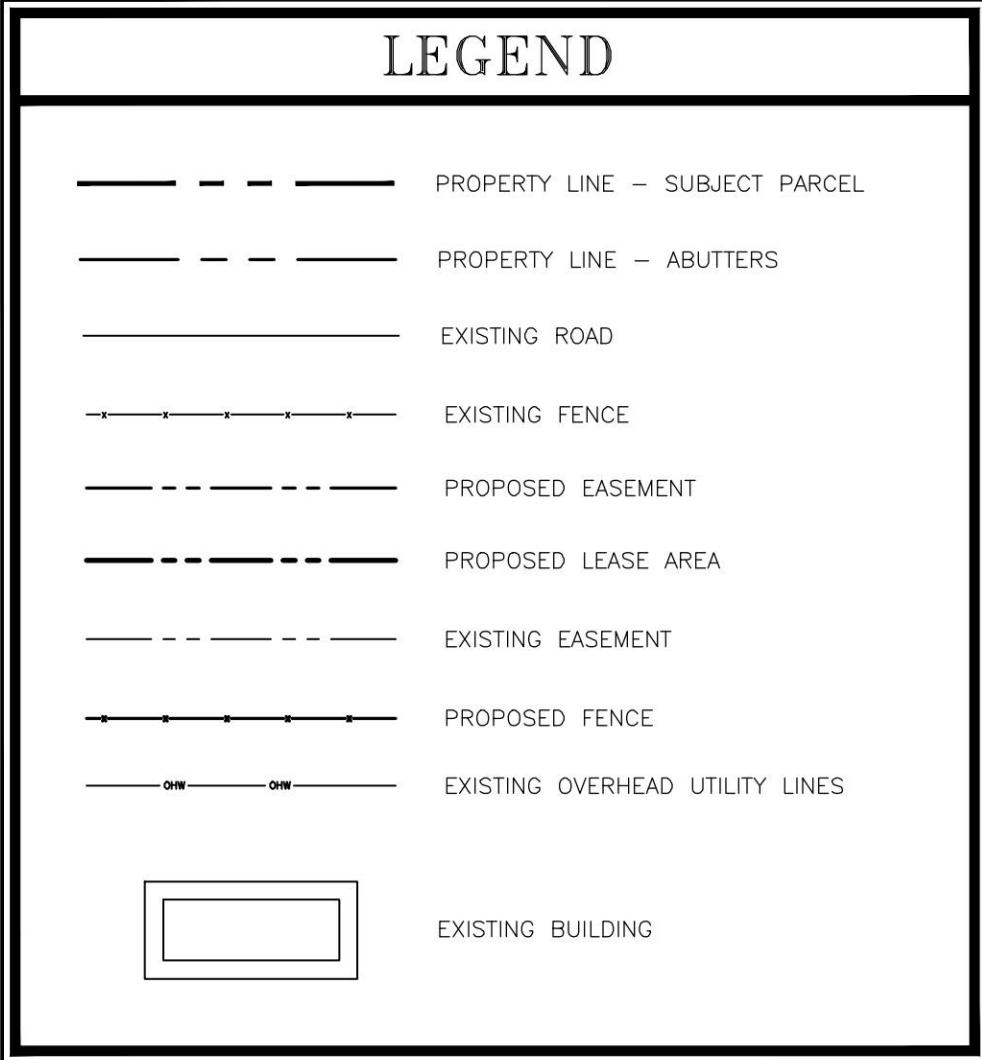 LEGEND
PROPERTY LINE – SUBJECT PARCEL
PROPERTY LINE – ABUTTERS
EXISTING ROAD
x x x x x EXISTING FENCE
PROPOSED EASEMENT
PROPOSED LEASE AREA
EXISTING EASEMENT
x x x x x PROPOSED FENCE
OHW OHW EXISTING OVERHEAD UTILITY LINES
EXISTING BUILDING